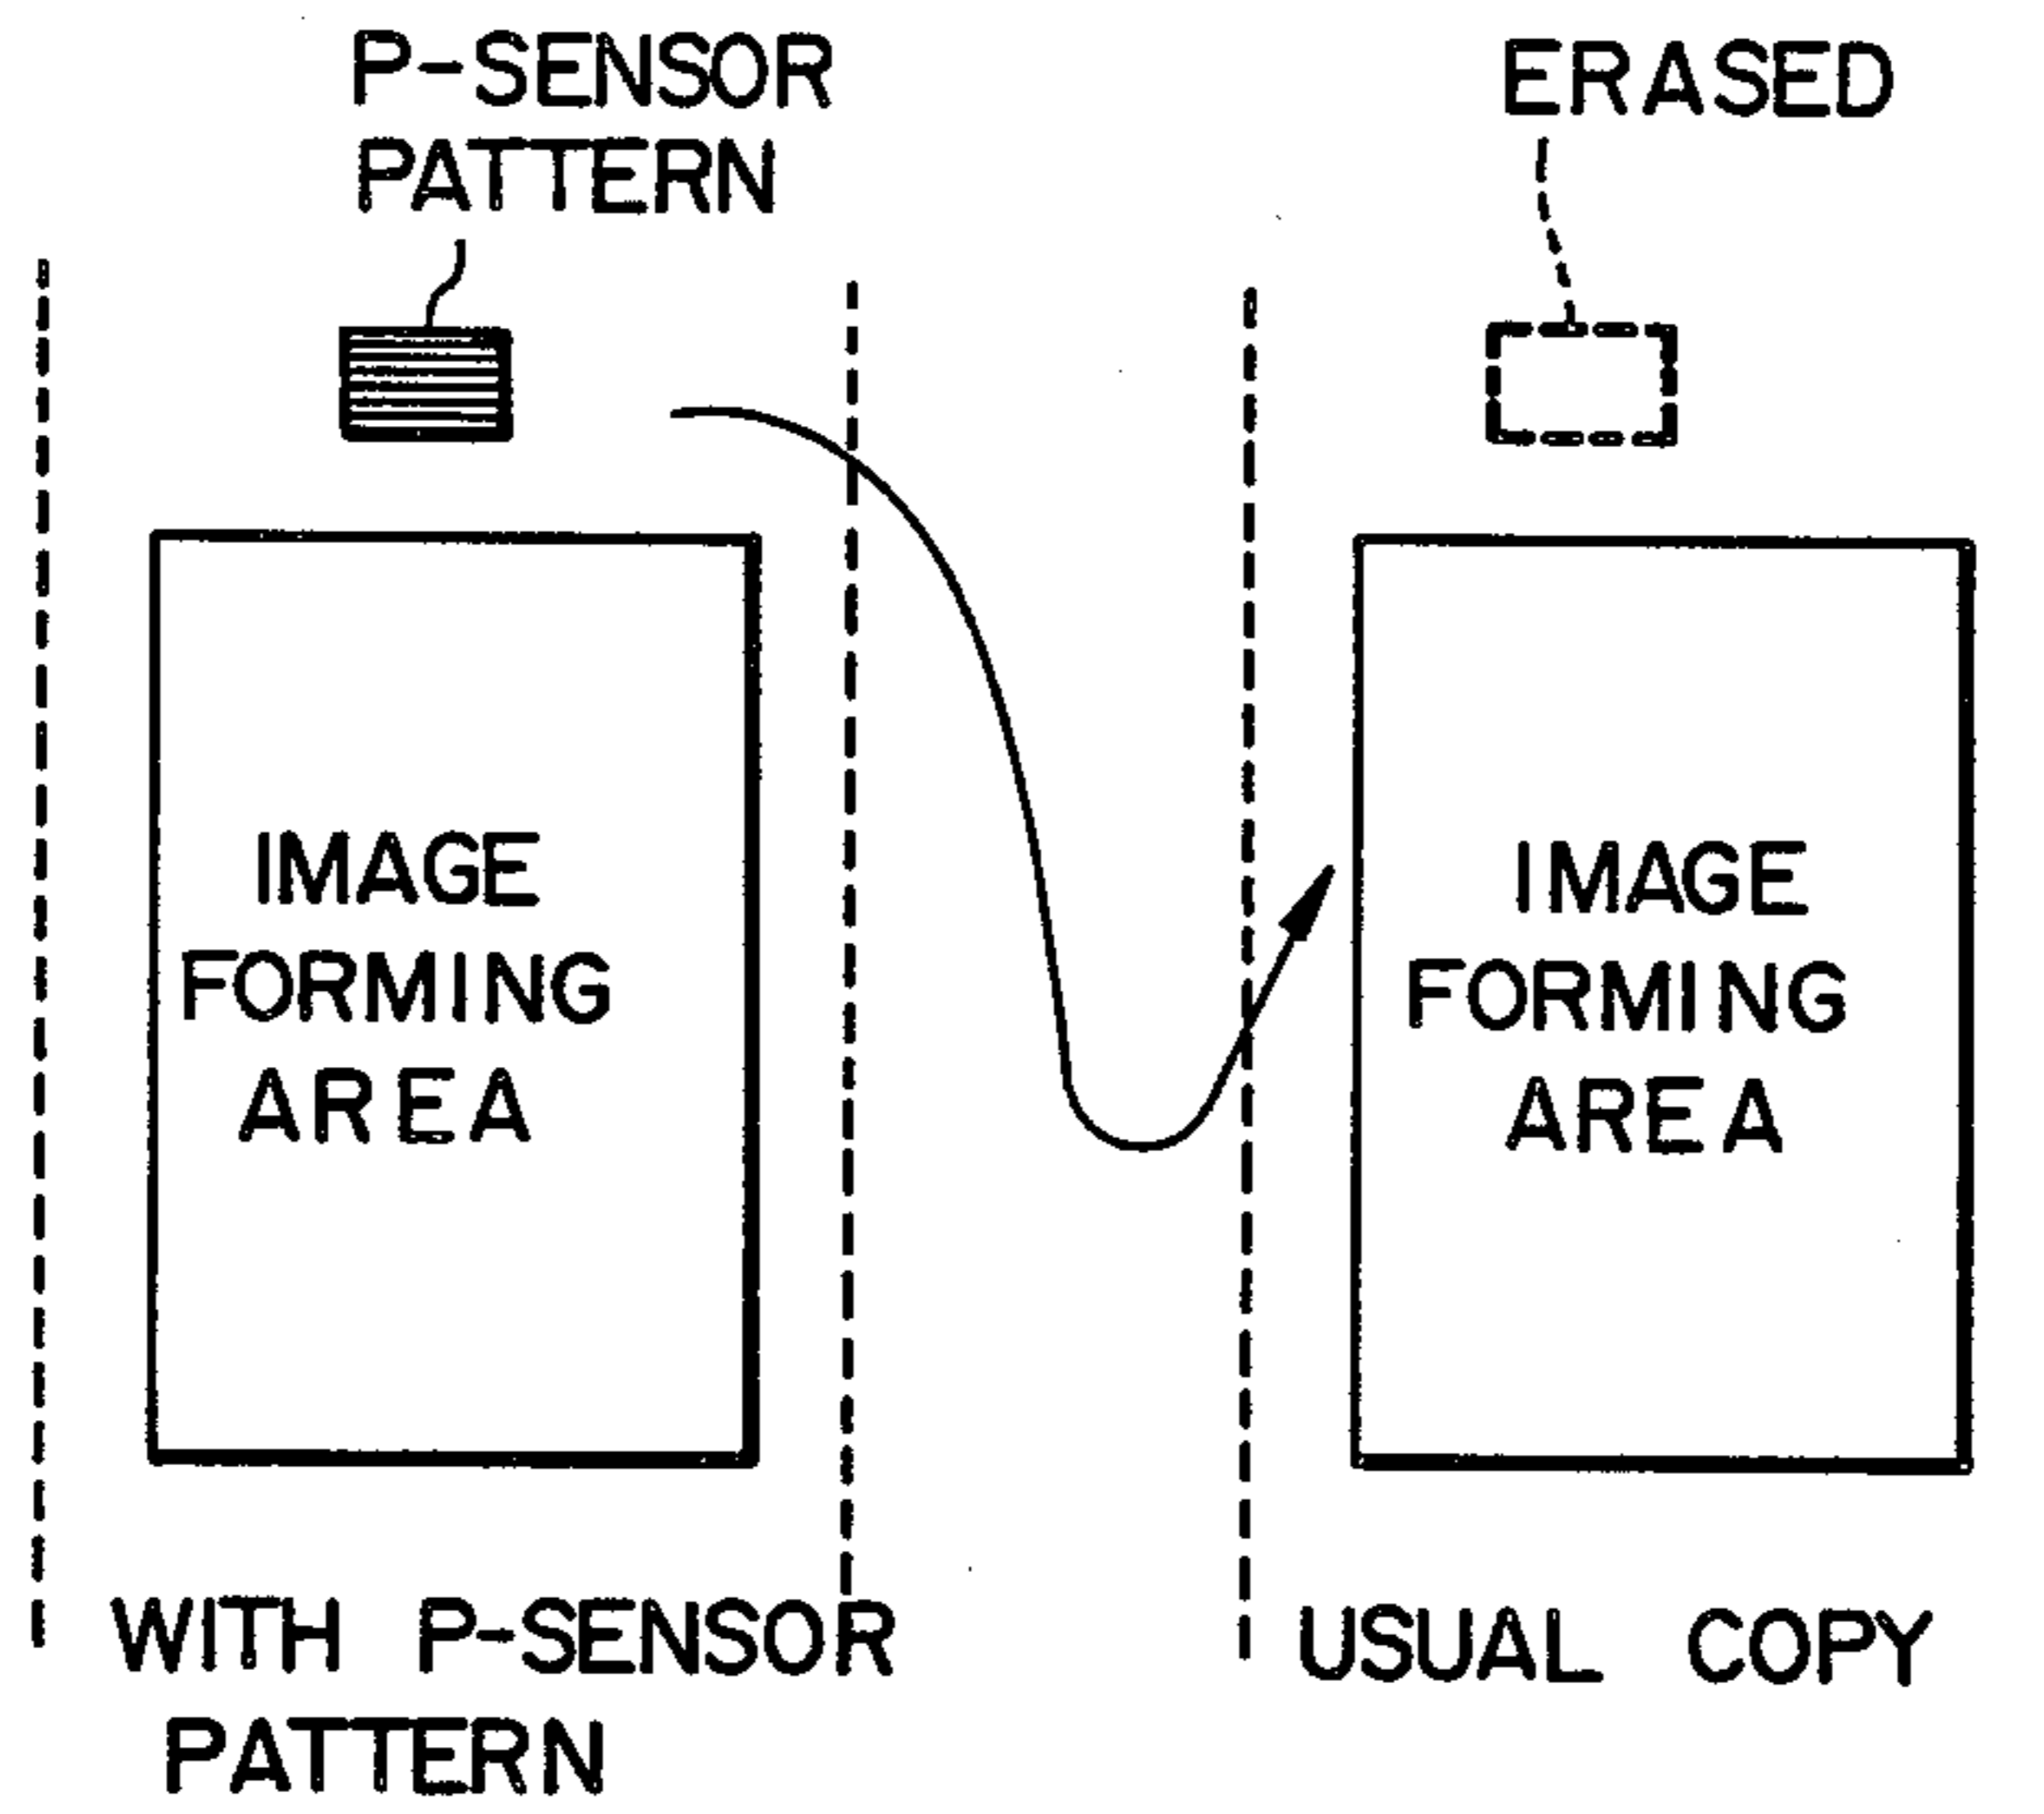 P-SENSOR
PATTERN
ERASED
IMAGE
FORMING
AREA
IMAGE
FORMING
AREA
WITH P-SENSOR
PATTERN
USUAL COPY